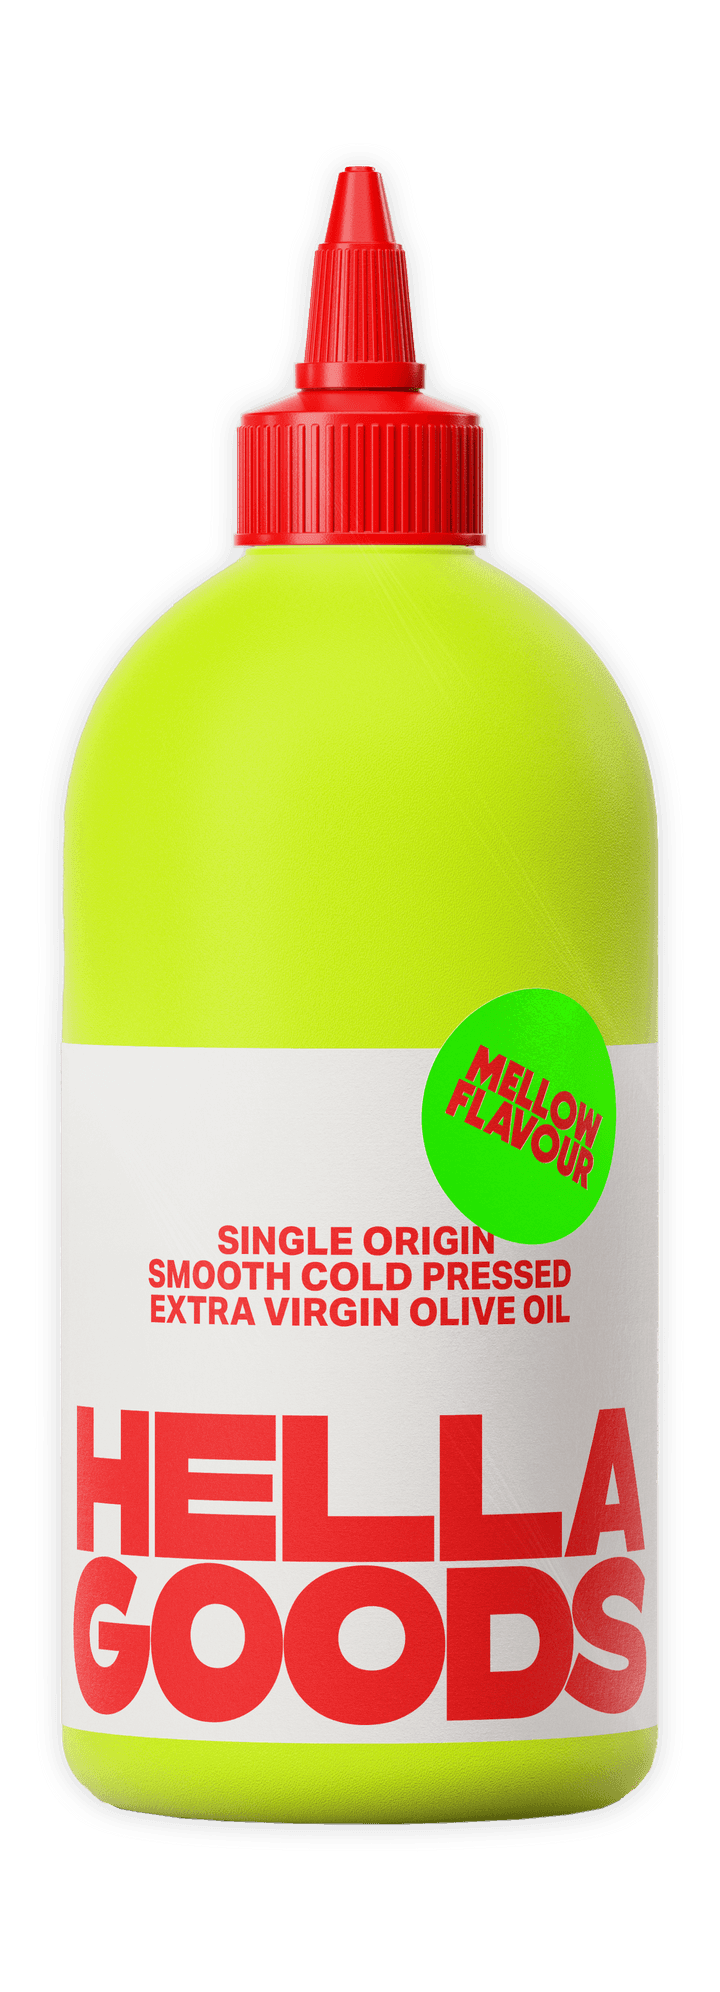 MELLOW
FLAVOUR
SINGLE ORIGIN
SMOOTH COLD PRESSED
EXTRA VIRGIN OLIVE OIL
HELLA
GOODS